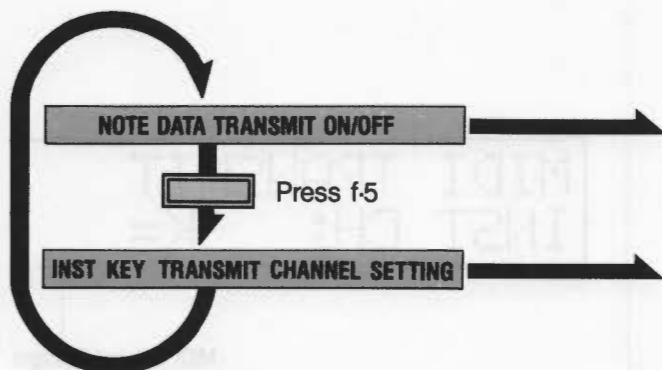 NOTE DATA TRANSMIT ON/OFF
Press f·5
INST KEY TRANSMIT CHANNEL SETTING